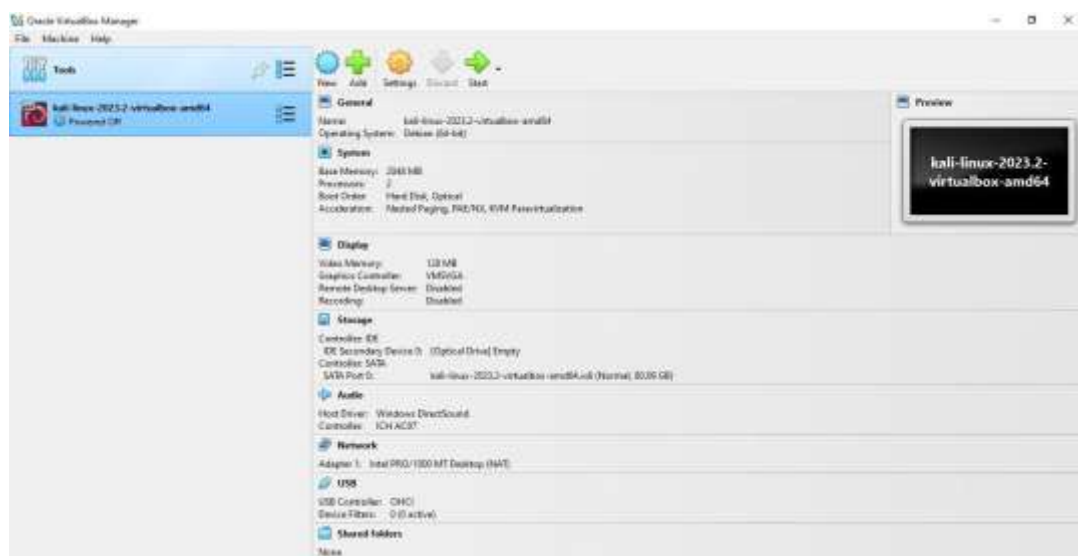 Oracle VirtualBox Manager
File Machine Help
Tools
New Add Settings Discard Start
kali-linux-2023.2-virtualbox-amd64
Powered Off
General
Name: kali-linux-2023.2-virtualbox-amd64
Operating System: Debian (64-bit)
System
Base Memory: 2048 MB
Processors: 2
Boot Order: Hard Disk, Optical
Acceleration: Nested Paging, PAE/NX, KVM Paravirtualization
Display
Video Memory: 128 MB
Graphics Controller: VMSVGA
Remote Desktop Server: Disabled
Recording: Disabled
Storage
Controller: IDE
IDE Secondary Device 0: [Optical Drive] Empty
Controller: SATA
SATA Port 0: kali-linux-2023.2-virtualbox-amd64.vdi (Normal, GB)
Audio
Host Driver: Windows DirectSound
Controller: ICH AC97
Network
Adapter 1: Intel PRO/1000 MT Desktop (NAT)
USB
USB Controller: OHCI
Device Filters: 0 (0 active)
Shared folders
None
Preview
kali-linux-2023.2-
virtualbox-amd64